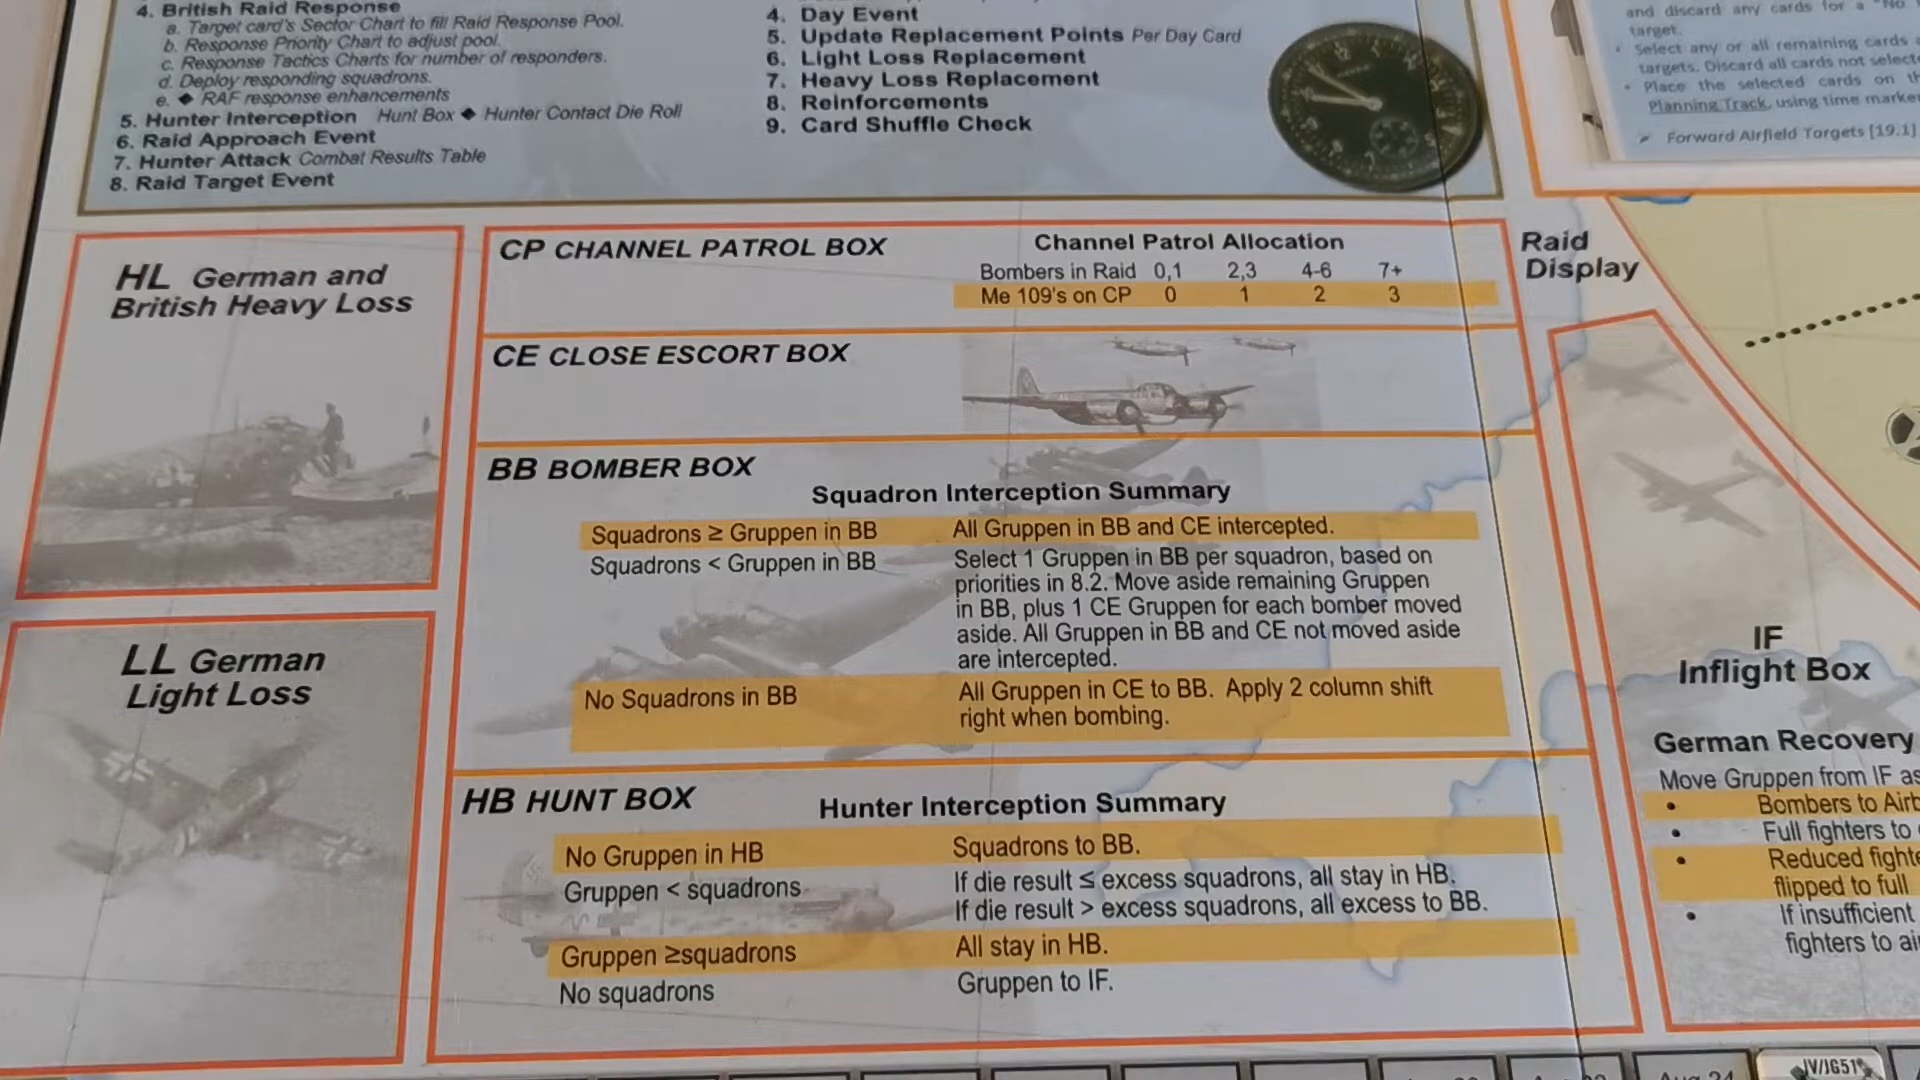 4. British Raid Response
a. Target card's Sector Chart to fill Raid Response Pool.
b. Response Priority Chart to adjust pool.
c. Response Tactics Charts for number of responders.
d. Deploy responding squadrons.
e. ◆ RAF response enhancements
5. Hunter Interception Hunt Box ◆ Hunter Contact Die Roll
6. Raid Approach Event
7. Hunter Attack Combat Results Table
8. Raid Target Event
4. Day Event
5. Update Replacement Points Per Day Card
6. Light Loss Replacement
7. Heavy Loss Replacement
8. Reinforcements
9. Card Shuffle Check
and discard any cards for a "No
target.
• Select any or all remaining cards
targets. Discard all cards not
• Place the selected cards on
Planning Track, using time
➢ Forward Airfield Targets [19.1]
HL German and
British Heavy Loss
LL German
Light Loss
CP CHANNEL PATROL BOX
Channel Patrol Allocation
Bombers in Raid 0,1 2,3 4-6 7+
Me 109's on CP 0 1 2 3
CE CLOSE ESCORT BOX
BB BOMBER BOX
Squadron Interception Summary
Squadrons ≥ Gruppen in BB All Gruppen in BB and CE intercepted.
Squadrons < Gruppen in BB Select 1 Gruppen in BB per squadron, based on
priorities in 8.2. Move aside remaining Gruppen
in BB, plus 1 CE Gruppen for each bomber moved
aside. All Gruppen in BB and CE not moved aside
are intercepted.
No Squadrons in BB All Gruppen in CE to BB. Apply 2 column shift
right when bombing.
HB HUNT BOX
Hunter Interception Summary
No Gruppen in HB Squadrons to BB.
Gruppen < squadrons If die result ≤ excess squadrons, all stay in HB.
If die result > excess squadrons, all excess to BB.
Gruppen ≥squadrons All stay in HB.
No squadrons Gruppen to IF.
Raid
Display
IF
Inflight Box
German Recovery
Move Gruppen from IF as
• Bombers to
• Full fighters to
• Reduced
flipped to full
• If insufficient
fighters to
IV/JG51
Aug 24